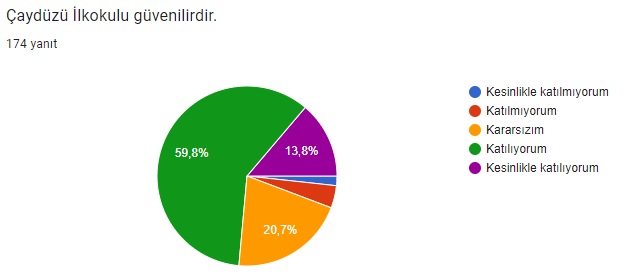 Çaydüzü İlkokulu güvenilirdir.
174 yanıt
Kesinlikle katılmıyorum
Katılmıyorum
Kararsızım
Katılıyorum
Kesinlikle katılıyorum
13,8%
59,8%
20,7%